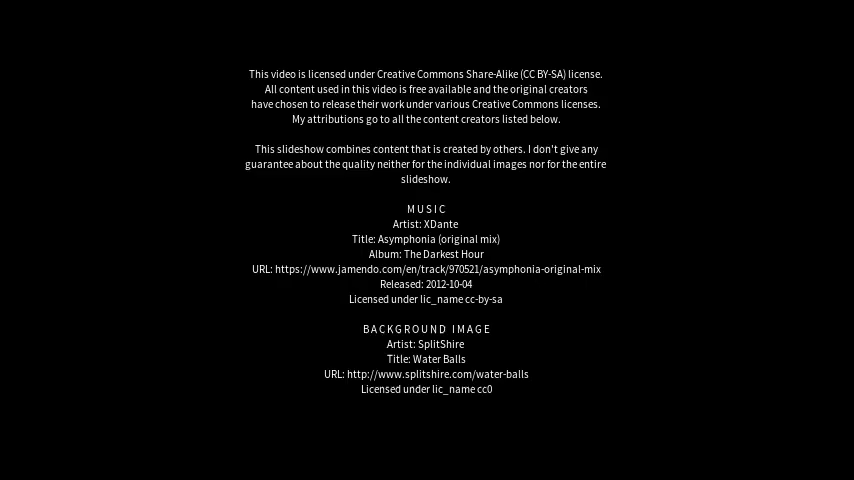 This video is licensed under Creative Commons Share-Alike (CC BY-SA) license.
All content used in this video is free available and the original creators
have chosen to release their work under various Creative Commons licenses.
My attributions go to all the content creators listed below.
This slideshow combines content that is created by others. I don't give any
guarantee about the quality neither for the individual images nor for the entire
slideshow.
MUSIC
Artist: XDante
Title: Asymphonia (original mix)
Album: The Darkest Hour
URL: https://www.jamendo.com/en/track/970521/asymphonia-original-mix
Released: 2012-10-04
Licensed under lic_name cc-by-sa
BACKGROUND IMAGE
Artist: SplitShire
Title: Water Balls
URL: http://www.splitshire.com/water-balls
Licensed under lic_name cc0